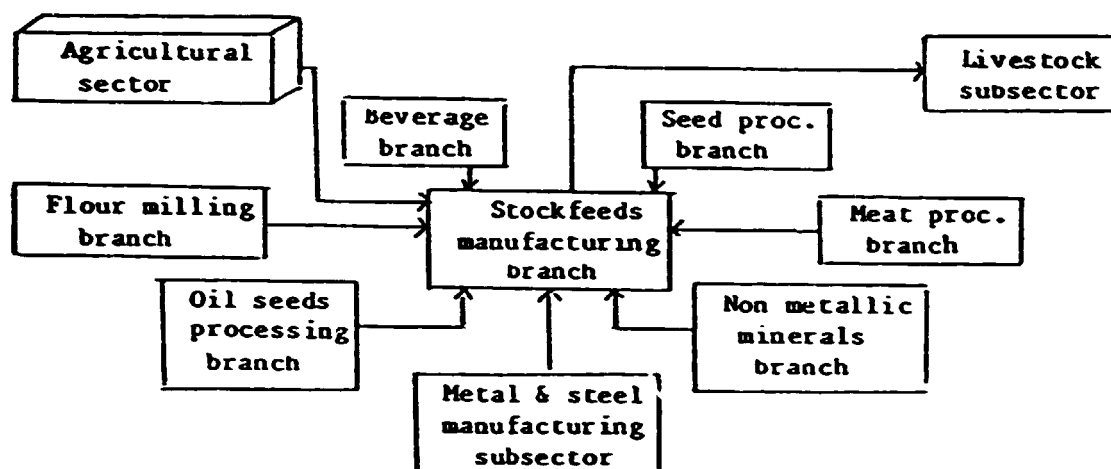 Agricultural
sector
Livestock
subsector
Beverage
branch
Seed proc.
branch
Flour milling
branch
Stockfeeds
manufacturing
branch
Meat proc.
branch
Oil seeds
processing
branch
Non metallic
minerals
branch
Metal & steel
manufacturing
subsector